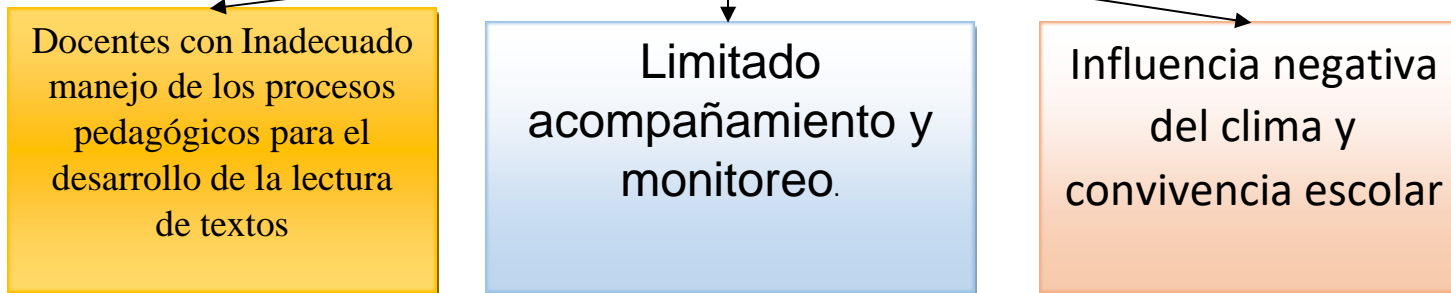 Docentes con Inadecuado
manejo de los procesos
pedagógicos para el
desarrollo de la lectura
de textos
Limitado
acompañamiento y
monitoreo.
Influencia negativa
del clima y
convivencia escolar